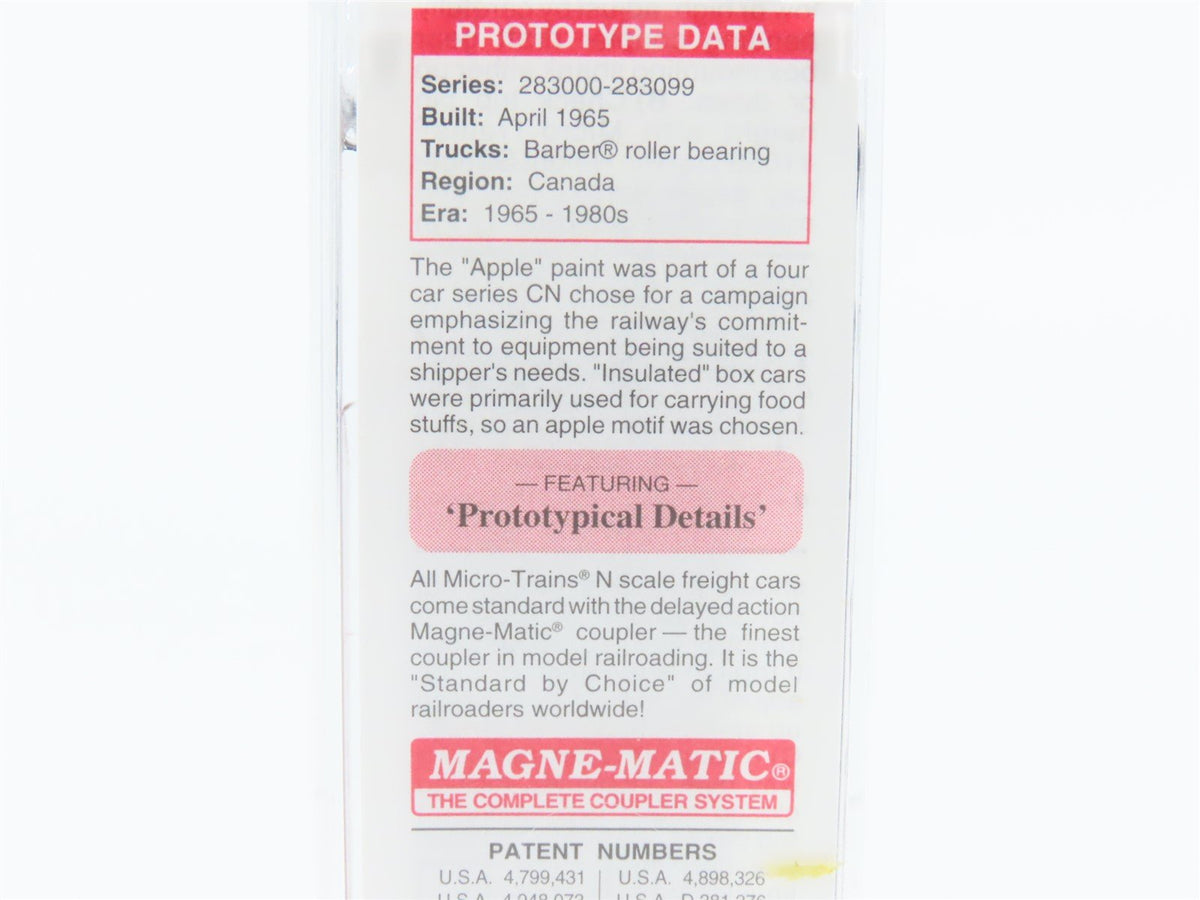 PROTOTYPE DATA
Series: 283000-283099
Built: April 1965
Trucks: Barber® roller bearing
Region: Canada
Era: 1965 - 1980s
The "Apple" paint was part of a four
car series CN chose for a campaign
emphasizing the railway's commit-
ment to equipment being suited to a
shipper's needs. "Insulated" box cars
were primarily used for carrying food
stuffs, so an apple motif was chosen.
— FEATURING —
‘Prototypical Details’
All Micro-Trains® N scale freight cars
come standard with the delayed action
Magne-Matic® coupler — the finest
coupler in model railroading. It is the
"Standard by Choice" of model
railroaders worldwide!
MAGNE-MATIC®
THE COMPLETE COUPLER SYSTEM
PATENT NUMBERS
U.S.A. 4,799,431 | U.S.A. 4,898,326
U.S.A. | U.S.A.